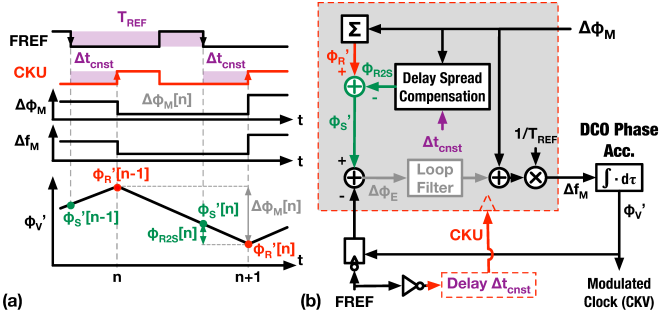 T_REF
FREF
Δt_cnst Δt_cnst
CKU
Δϕ_M Δϕ_M[n] t
Δf_M t
ϕ_V' ϕ_S'[n-1] ϕ_R'[n-1] ϕ_S'[n] ϕ_R2S[n] Δϕ_M[n] ϕ_R'[n] t
n n+1
(a)
Σ Δϕ_M
ϕ_R' + ϕ_R2S -
Delay Spread
Compensation
ϕ_S' Δt_cnst
1/T_REF
DCO Phase
Acc.
+ - Δϕ_E
Loop
Filter
Δf_M ∫·dτ
ϕ_V'
CKU
FREF
Delay Δt_cnst
Modulated
Clock (CKV)
(b)